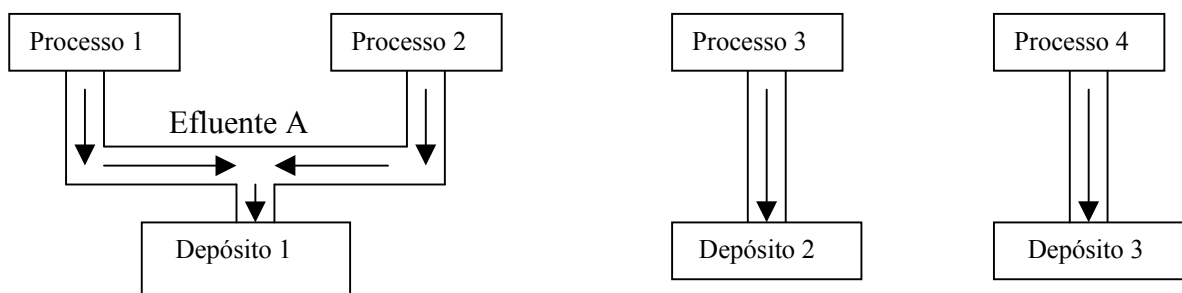 Processo 1
Processo 2
Processo 3
Processo 4
Efluente A
Depósito 1
Depósito 2
Depósito 3